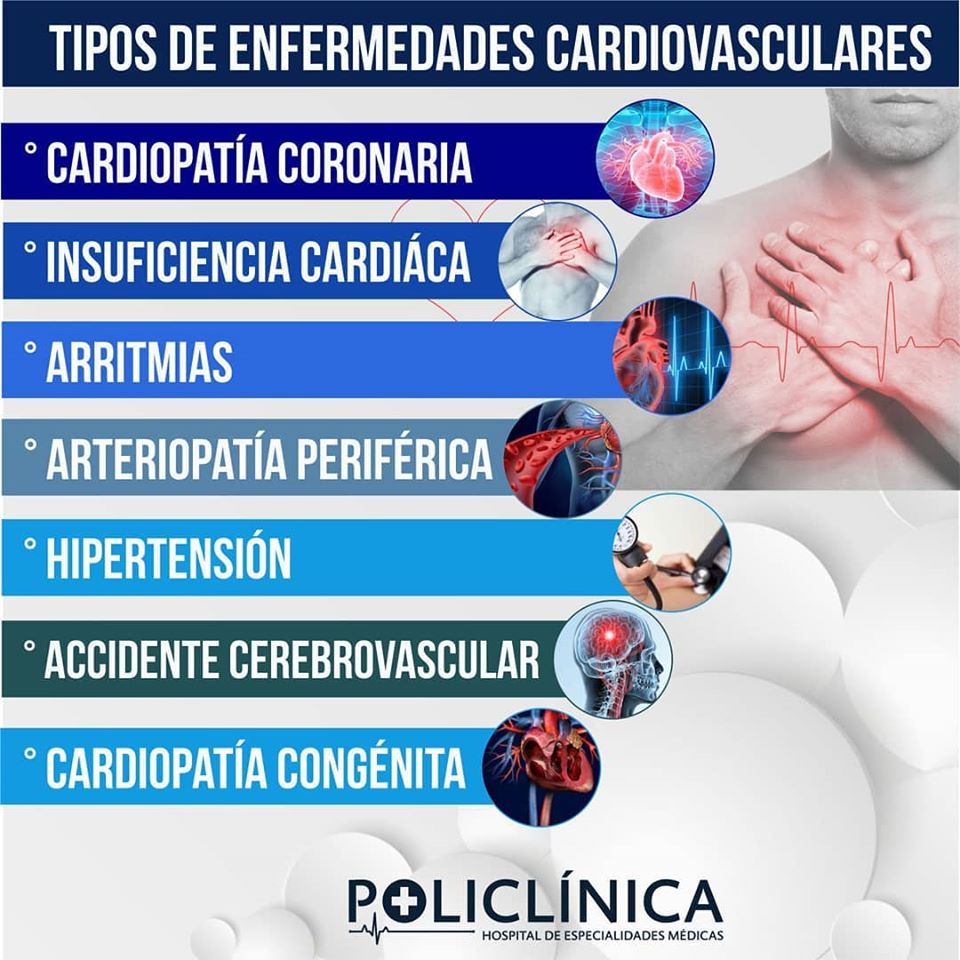 TIPOS DE ENFERMEDADES CARDIOVASCULARES
° CARDIOPATÍA CORONARIA
° INSUFICIENCIA CARDIÁCA
° ARRITMIAS
° ARTERIOPATÍA PERIFÉRICA
° HIPERTENSIÓN
° ACCIDENTE CEREBROVASCULAR
° CARDIOPATÍA CONGÉNITA
POLICLÍNICA
HOSPITAL DE ESPECIALIDADES MÉDICAS